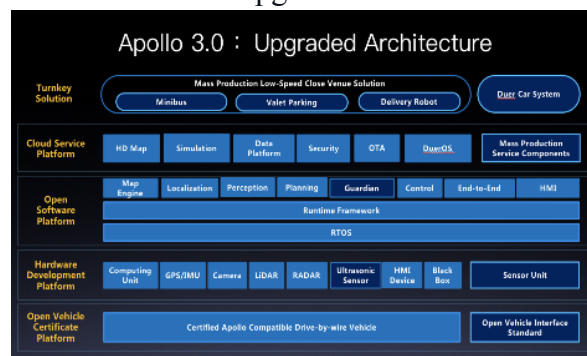 Apollo 3.0 : Upgraded Architecture
Turnkey
Solution
Mass Production Low-Speed Close Venue Solution
Minibus
Valet Parking
Delivery Robot
Duer Car System
Cloud Service
Platform
HD Map
Simulation
Data
Platform
Security
OTA
DuerOS
Mass Production
Service Components
Open
Software
Platform
Map
Engine
Localization
Perception
Planning
Guardian
Control
End-to-End
HMI
Runtime Framework
RTOS
Hardware
Development
Platform
Computing
Unit
GPS/IMU
Camera
LiDAR
RADAR
Ultrasonic
Sensor
HMI
Device
Black
Box
Sensor Unit
Open Vehicle
Certificate
Platform
Certified Apollo Compatible Drive-by-wire Vehicle
Open Vehicle Interface
Standard